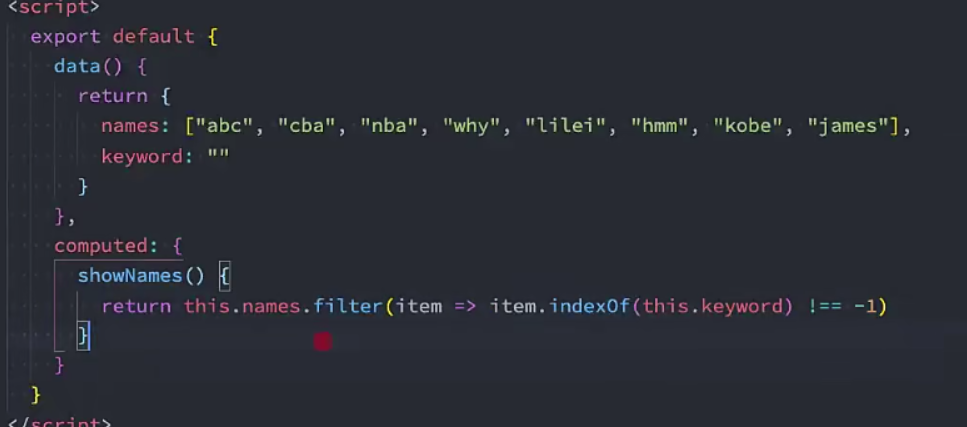 <script>
export default {
data() {
return {
names: ["abc", "cba", "nba", "why", "lilei", "hmm", "kobe", "james"],
keyword: ""
}
},
computed: {
showNames() {
return this.names.filter(item => item.indexOf(this.keyword) !== -1)
}
}
}
</script>